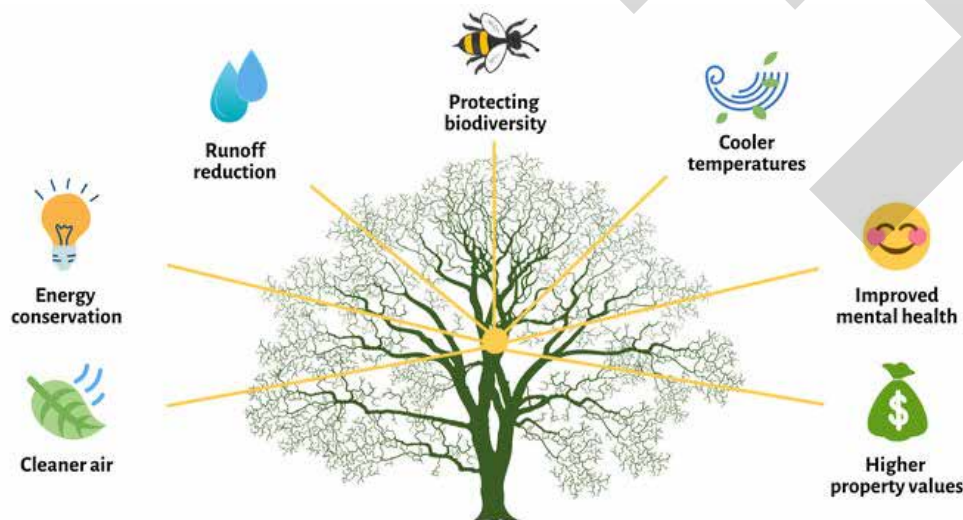 Protecting
biodiversity
Runoff
reduction
Cooler
temperatures
Energy
conservation
Improved
mental health
Cleaner air
$
Higher
property values